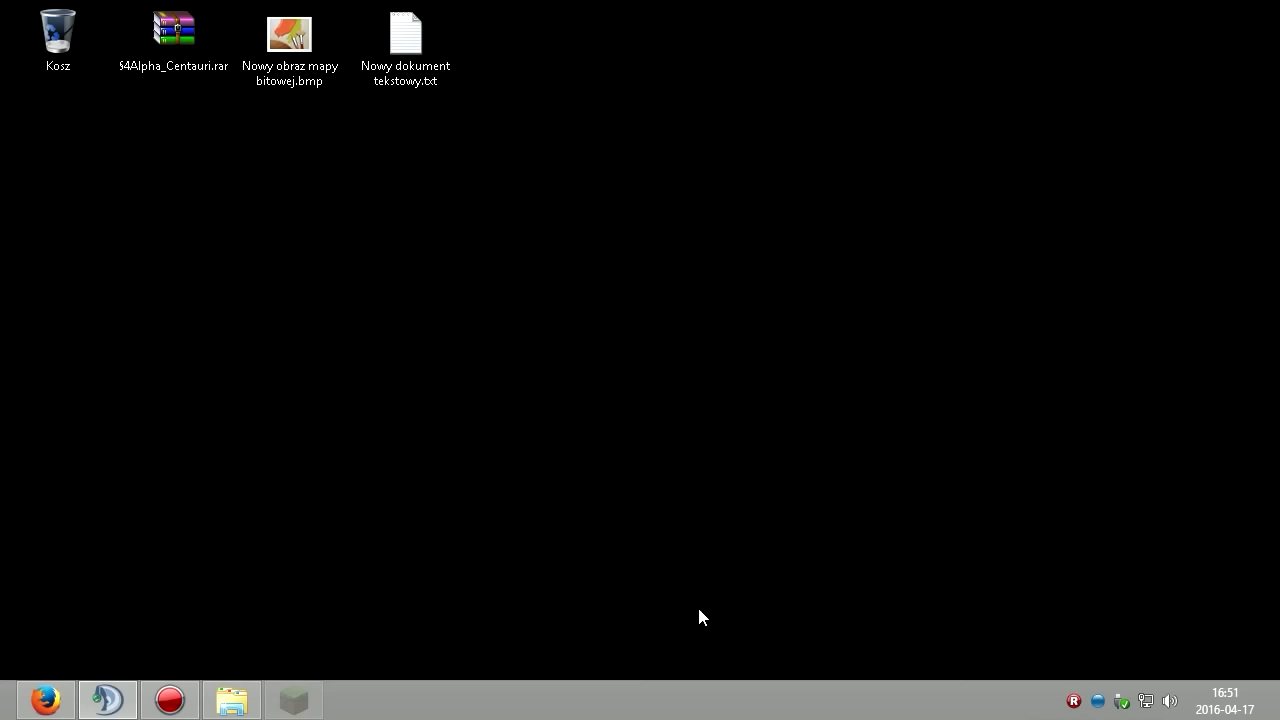 Kosz
S4Alpha_Centauri.rar
Nowy obraz mapy
bitowej.bmp
Nowy dokument
tekstowy.txt
R
16:51
2016-04-17